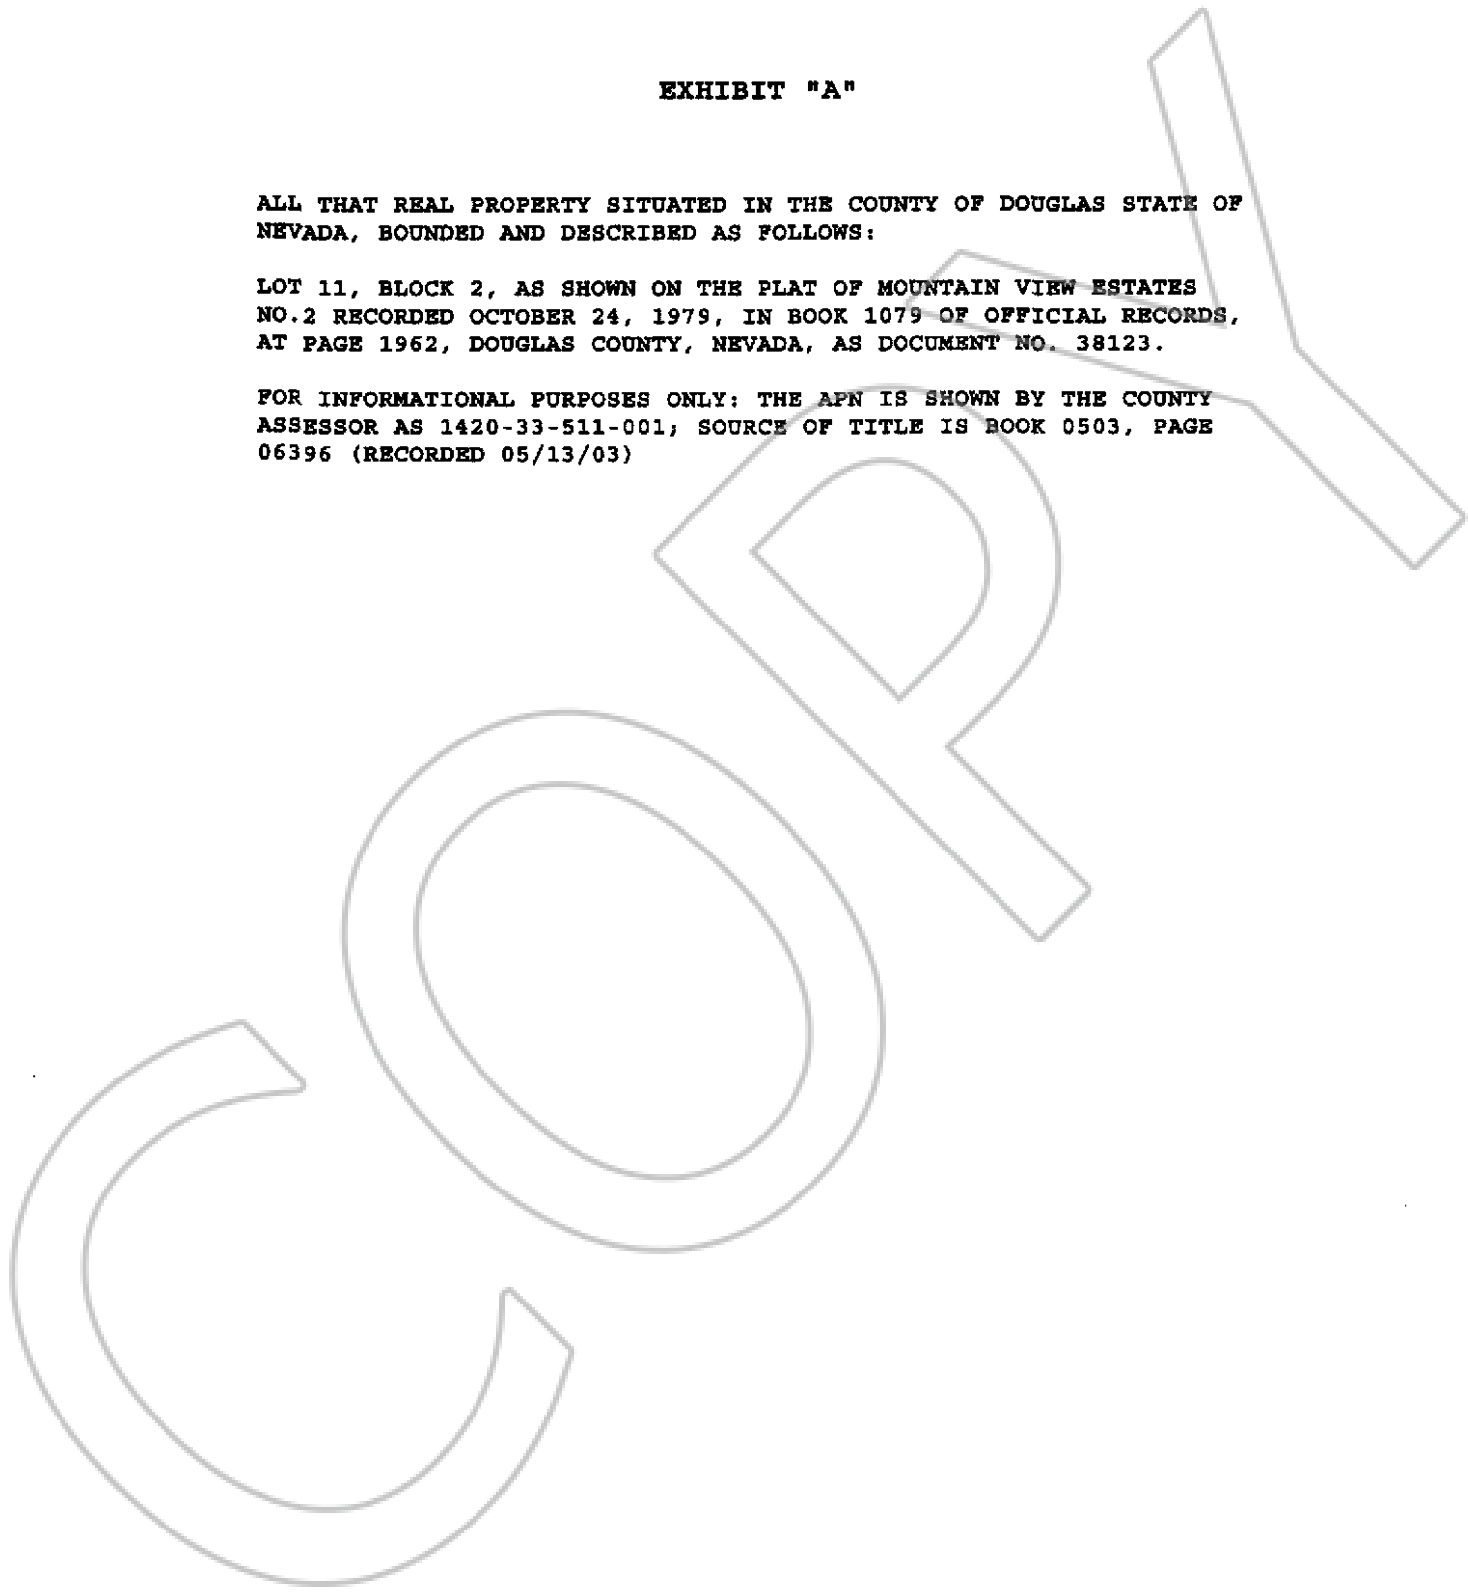 EXHIBIT "A"
ALL THAT REAL PROPERTY SITUATED IN THE COUNTY OF DOUGLAS STATE OF
NEVADA, BOUNDED AND DESCRIBED AS FOLLOWS:
LOT 11, BLOCK 2, AS SHOWN ON THE PLAT OF MOUNTAIN VIEW ESTATES
NO.2 RECORDED OCTOBER 24, 1979, IN BOOK 1079 OF OFFICIAL RECORDS,
AT PAGE 1962, DOUGLAS COUNTY, NEVADA, AS DOCUMENT NO. 38123.
FOR INFORMATIONAL PURPOSES ONLY: THE APN IS SHOWN BY THE COUNTY
ASSESSOR AS 1420-33-511-001; SOURCE OF TITLE IS BOOK 0503, PAGE
06396 (RECORDED 05/13/03)
COPY